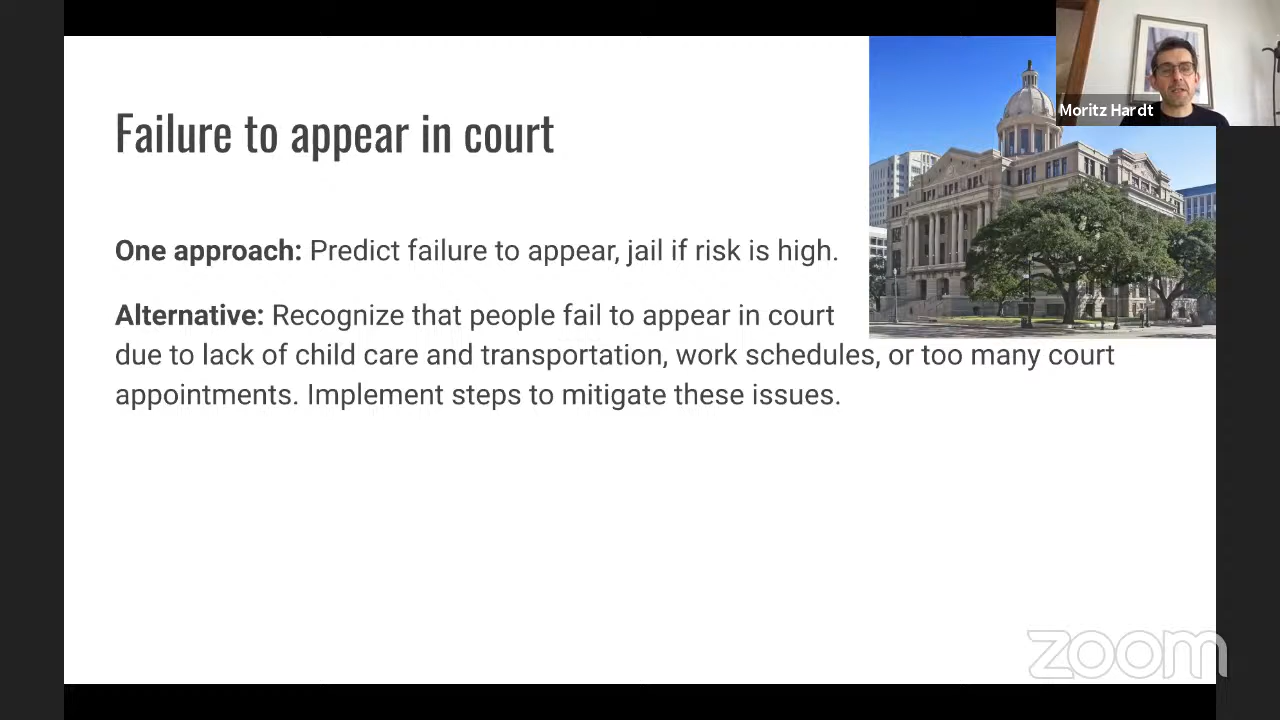 Moritz Hardt
Failure to appear in court
One approach: Predict failure to appear, jail if risk is high.
Alternative: Recognize that people fail to appear in court
due to lack of child care and transportation, work schedules, or too many court
appointments. Implement steps to mitigate these issues.
zoom